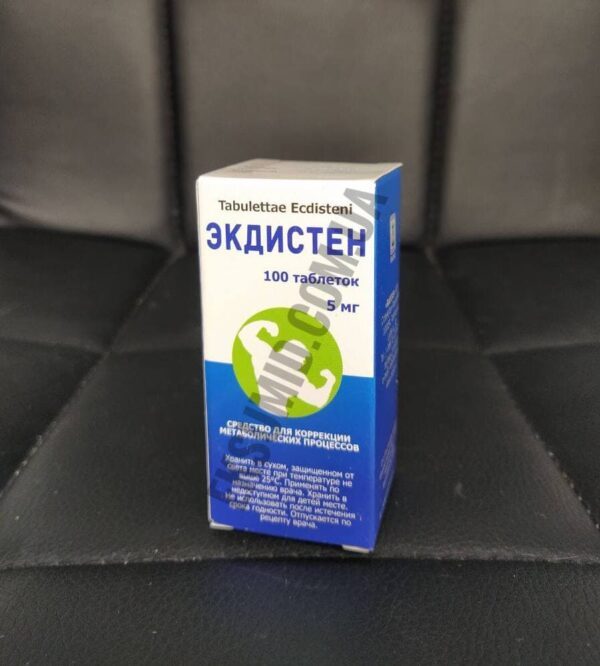 Tabulettae Ecdisteni
ЭКДИСТЕН
100 таблеток
5 мг
СРЕДСТВО ДЛЯ КОРРЕКЦИИ
МЕТАБОЛИЧЕСКИХ ПРОЦЕССОВ
Хранить в сухом, защищенном от
света месте при температуре не
выше 25°C. Применять по
назначению врача. Хранить в
недоступном для детей месте.
Не использовать после истечения
срока годности. Отпускается по
рецепту врача.